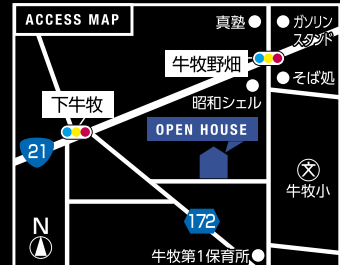 ACCESS MAP
真塾
ガソリン
スタンド
牛牧野畑
そば処
下牛牧
昭和シェル
OPEN HOUSE
21
文
牛牧小
172
N
牛牧第1保育所